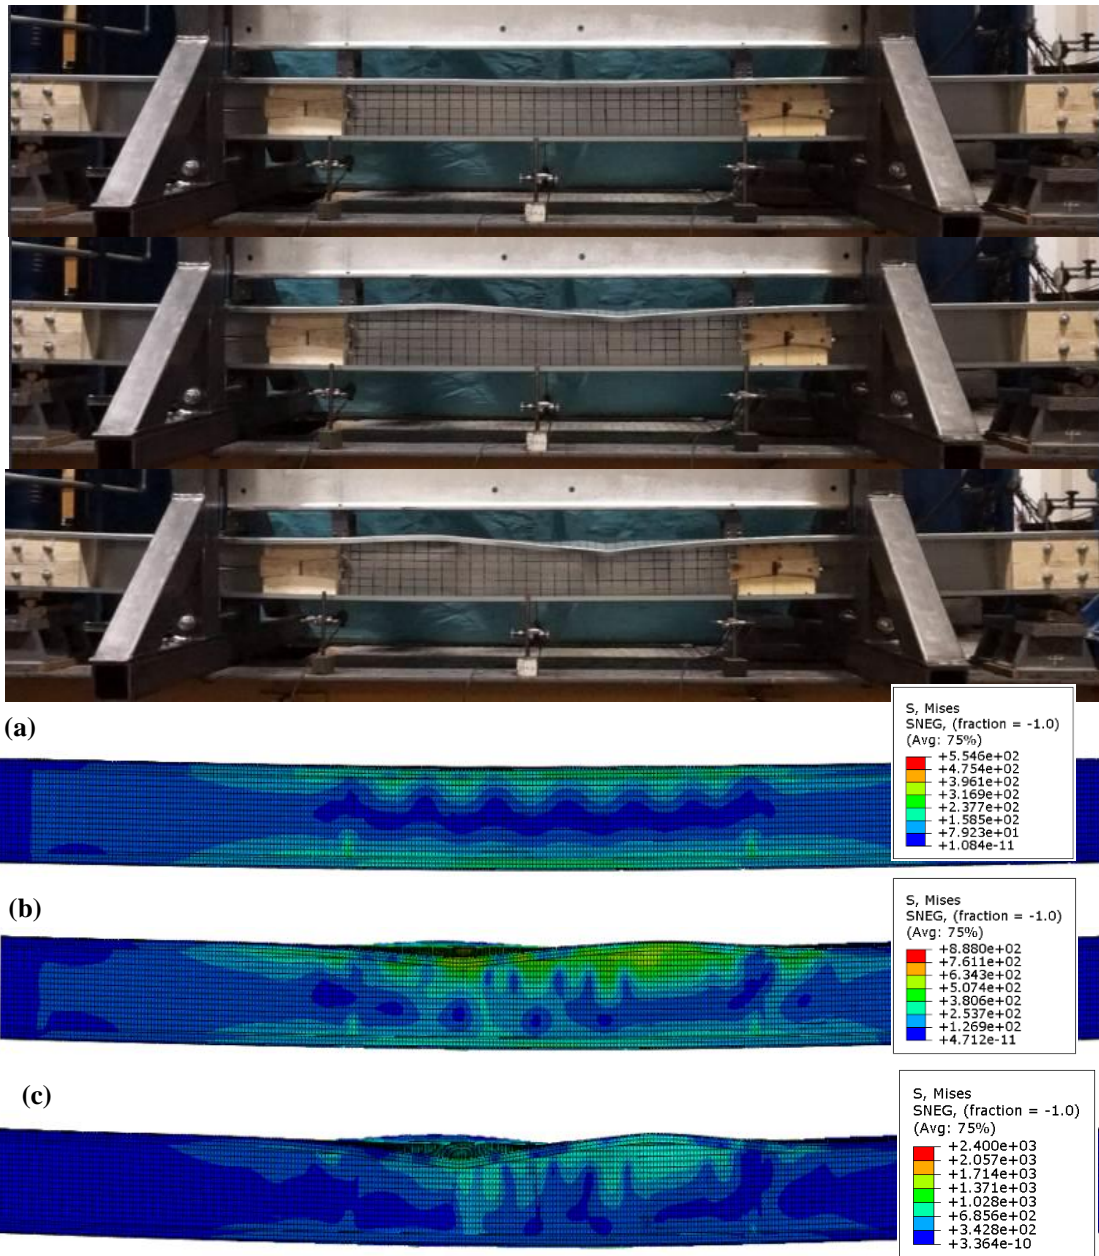 (a)
S, Mises
SNEG, (fraction = -1.0)
(Avg: 75%)
+5.546e+02
+4.754e+02
+3.961e+02
+3.169e+02
+2.377e+02
+1.585e+02
+7.923e+01
+1.084e-11
(b)
S, Mises
SNEG, (fraction = -1.0)
(Avg: 75%)
+8.880e+02
+7.611e+02
+6.343e+02
+5.074e+02
+3.806e+02
+2.537e+02
+1.269e+02
+4.712e-11
(c)
S, Mises
SNEG, (fraction = -1.0)
(Avg: 75%)
+2.400e+03
+2.057e+03
+1.714e+03
+1.371e+03
+1.028e+03
+6.856e+02
+3.428e+02
+3.364e-10